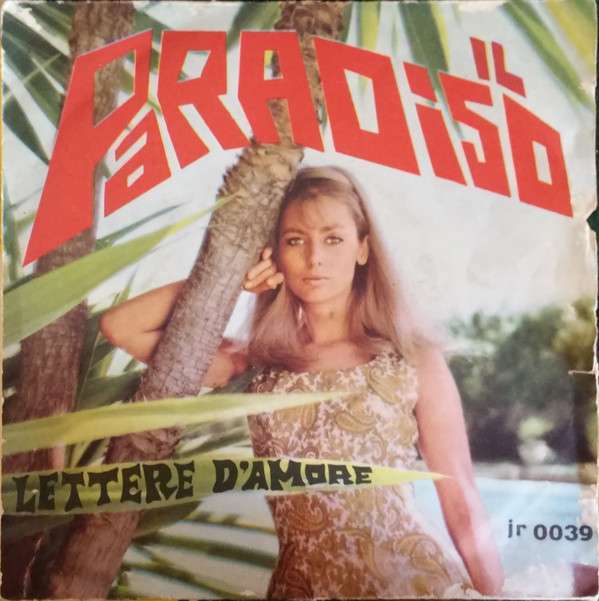 IL
PaRADiSO
LETTERE D'AMORE
jr 0039